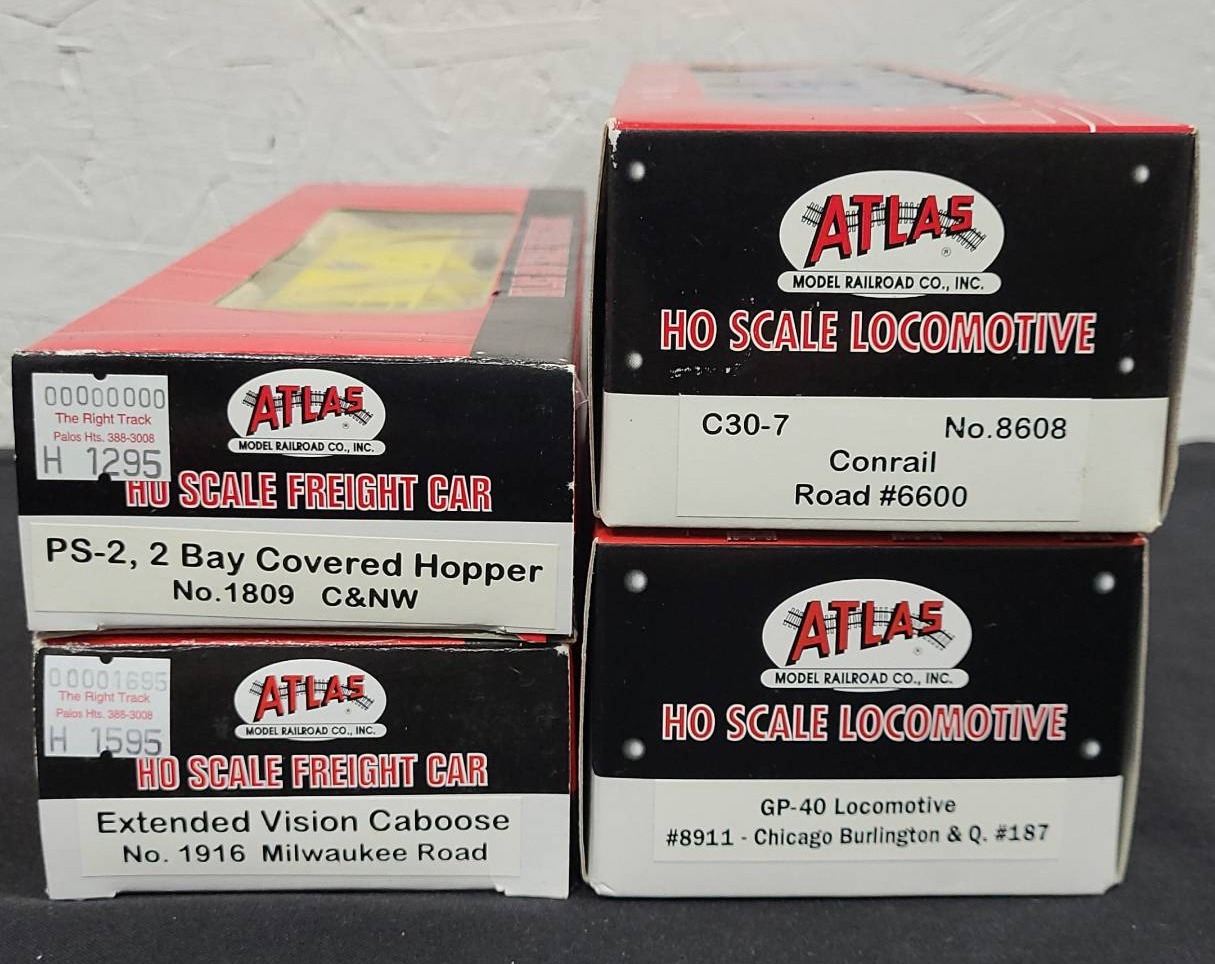 00000000
The Right Track
Palos Hts. 388-3008
H 1295
ATLAS ®
MODEL RAILROAD CO., INC.
HO SCALE FREIGHT CAR
PS-2, 2 Bay Covered Hopper
No.1809 C&NW
00001695
The Right Track
Palos Hts. 388-3008
H 1595
ATLAS ®
MODEL RAILROAD CO., INC.
HO SCALE FREIGHT CAR
Extended Vision Caboose
No. 1916 Milwaukee Road
ATLAS ®
MODEL RAILROAD CO., INC.
HO SCALE LOCOMOTIVE
C30-7 No.8608
Conrail
Road #6600
ATLAS ®
MODEL RAILROAD CO., INC.
HO SCALE LOCOMOTIVE
GP-40 Locomotive
#8911 - Chicago Burlington & Q. #187